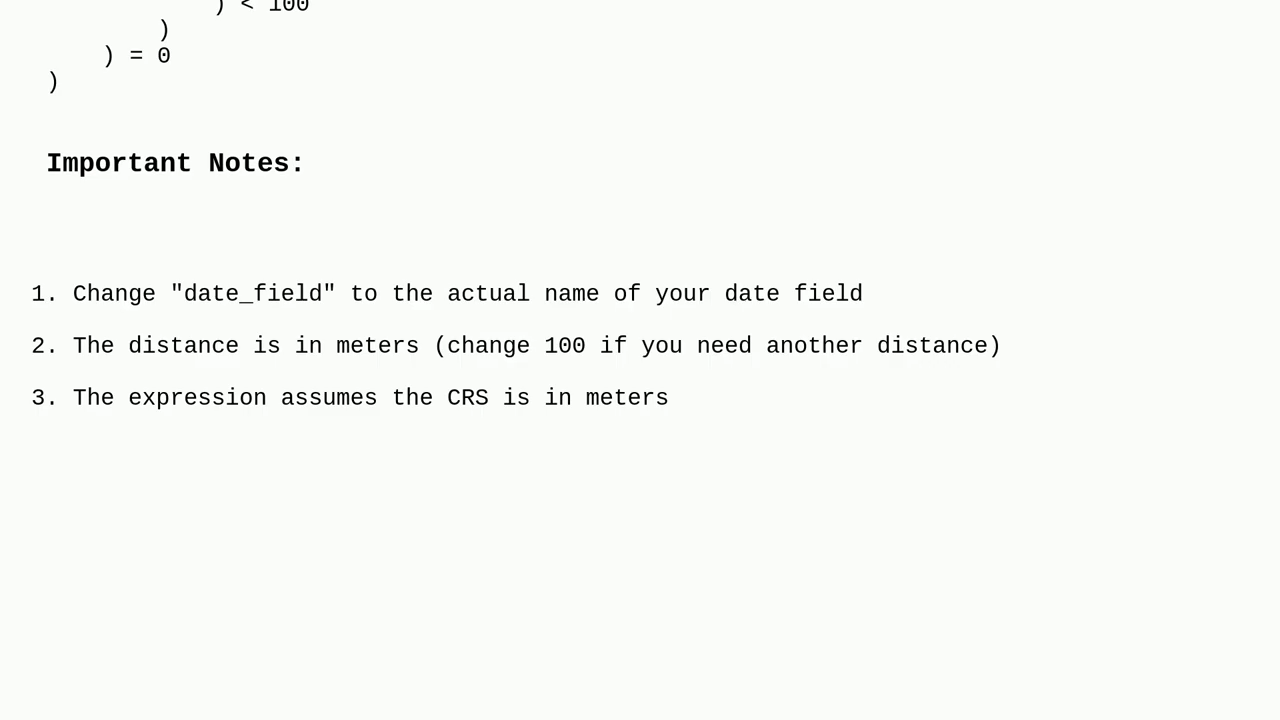 ) < 100
)
) = 0
)
Important Notes:
1. Change "date_field" to the actual name of your date field
2. The distance is in meters (change 100 if you need another distance)
3. The expression assumes the CRS is in meters